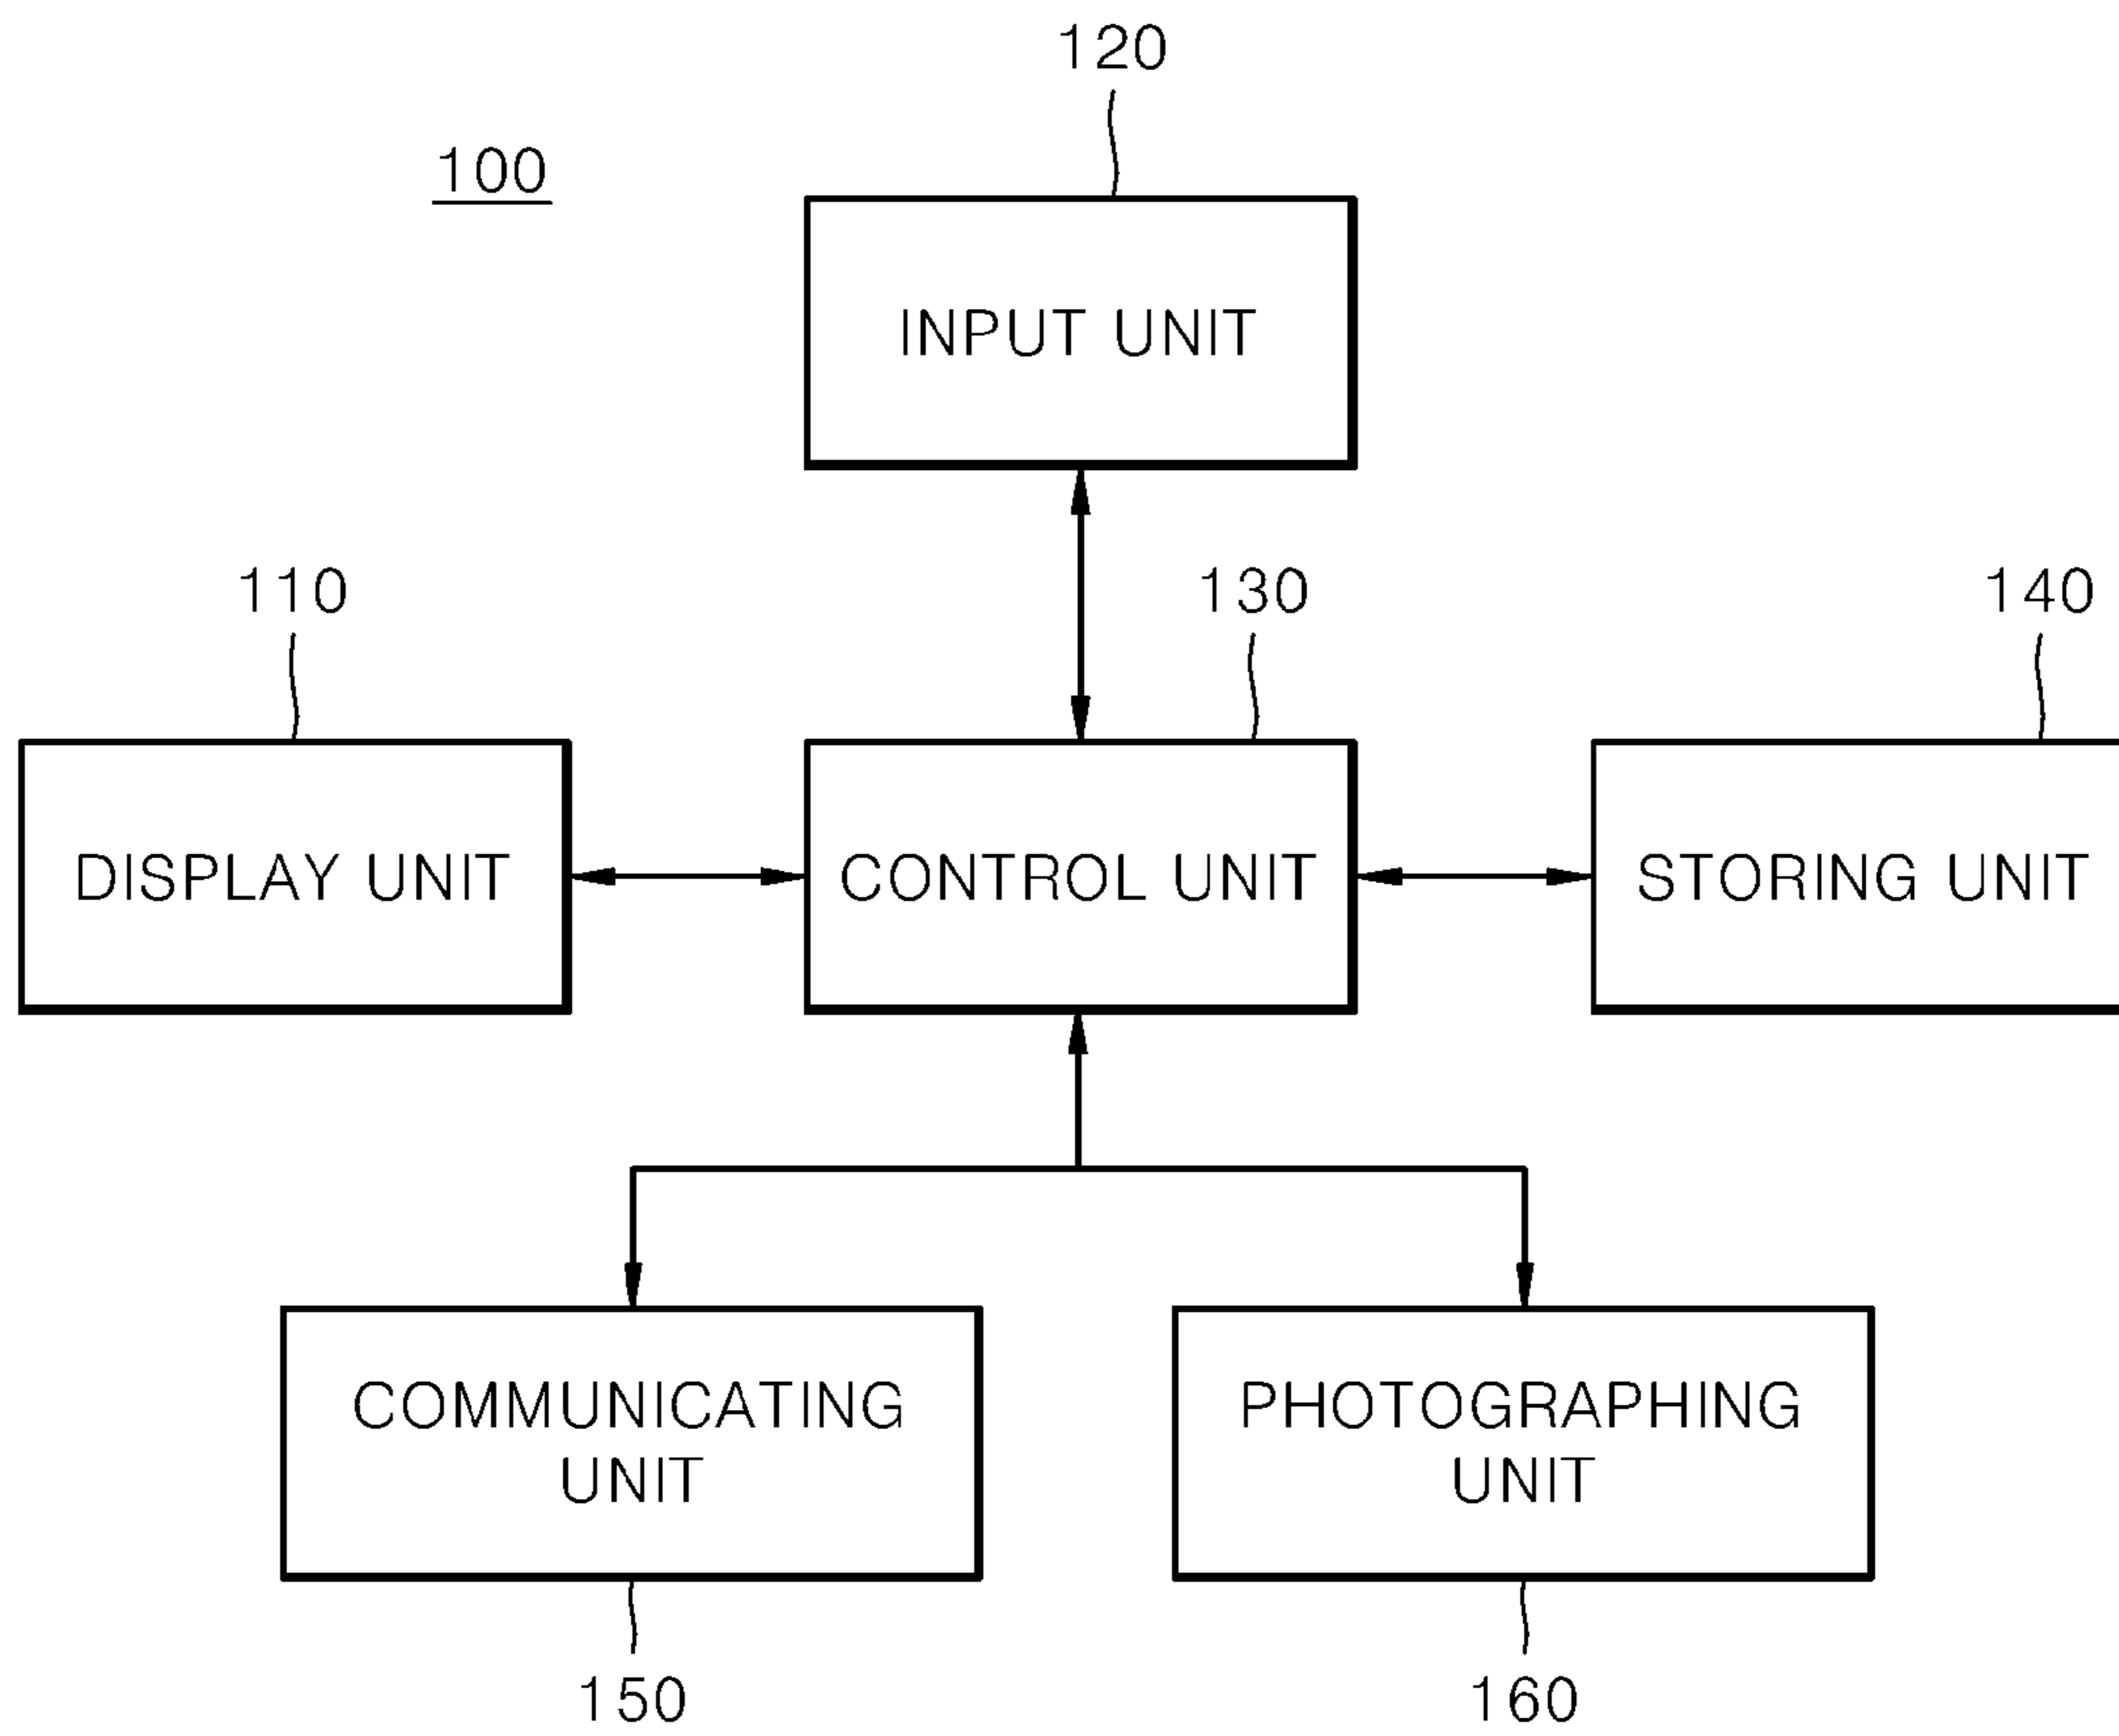 120
100
INPUT UNIT
110
130
140
DISPLAY UNIT
CONTROL UNIT
STORING UNIT
COMMUNICATING
UNIT
PHOTOGRAPHING
UNIT
150
160